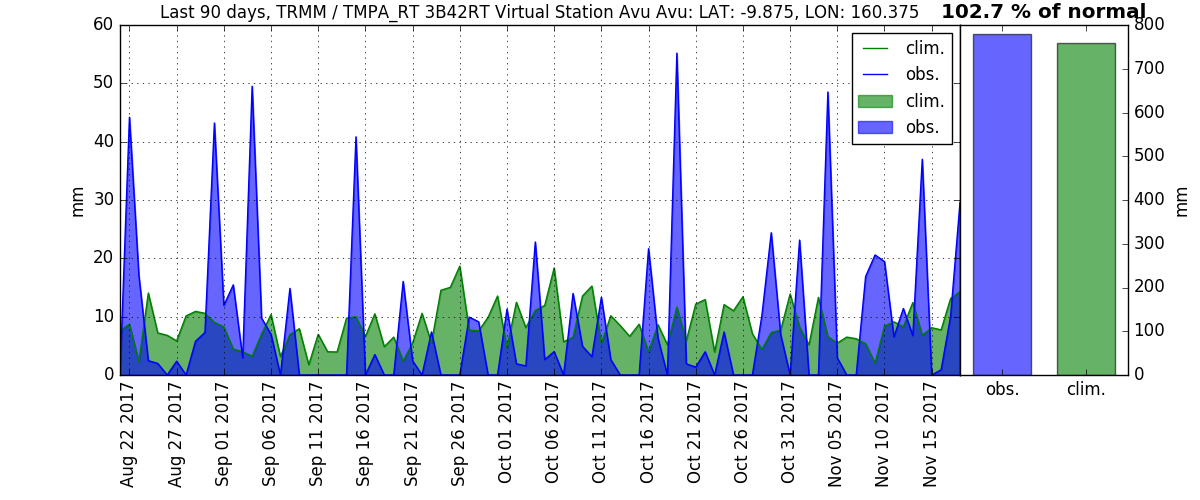 Last 90 days, TRMM / TMPA_RT 3B42RT Virtual Station Avu Avu: LAT: -9.875, LON: 160.375
102.7 % of normal
60
50
40
30
20
10
0
mm
clim.
obs.
clim.
obs.
800
700
600
500
400
300
200
100
0
mm
obs.
clim.
Aug 22 2017
Aug 27 2017
Sep 01 2017
Sep 06 2017
Sep 11 2017
Sep 16 2017
Sep 21 2017
Sep 26 2017
Oct 01 2017
Oct 06 2017
Oct 11 2017
Oct 16 2017
Oct 21 2017
Oct 26 2017
Oct 31 2017
Nov 05 2017
Nov 10 2017
Nov 15 2017